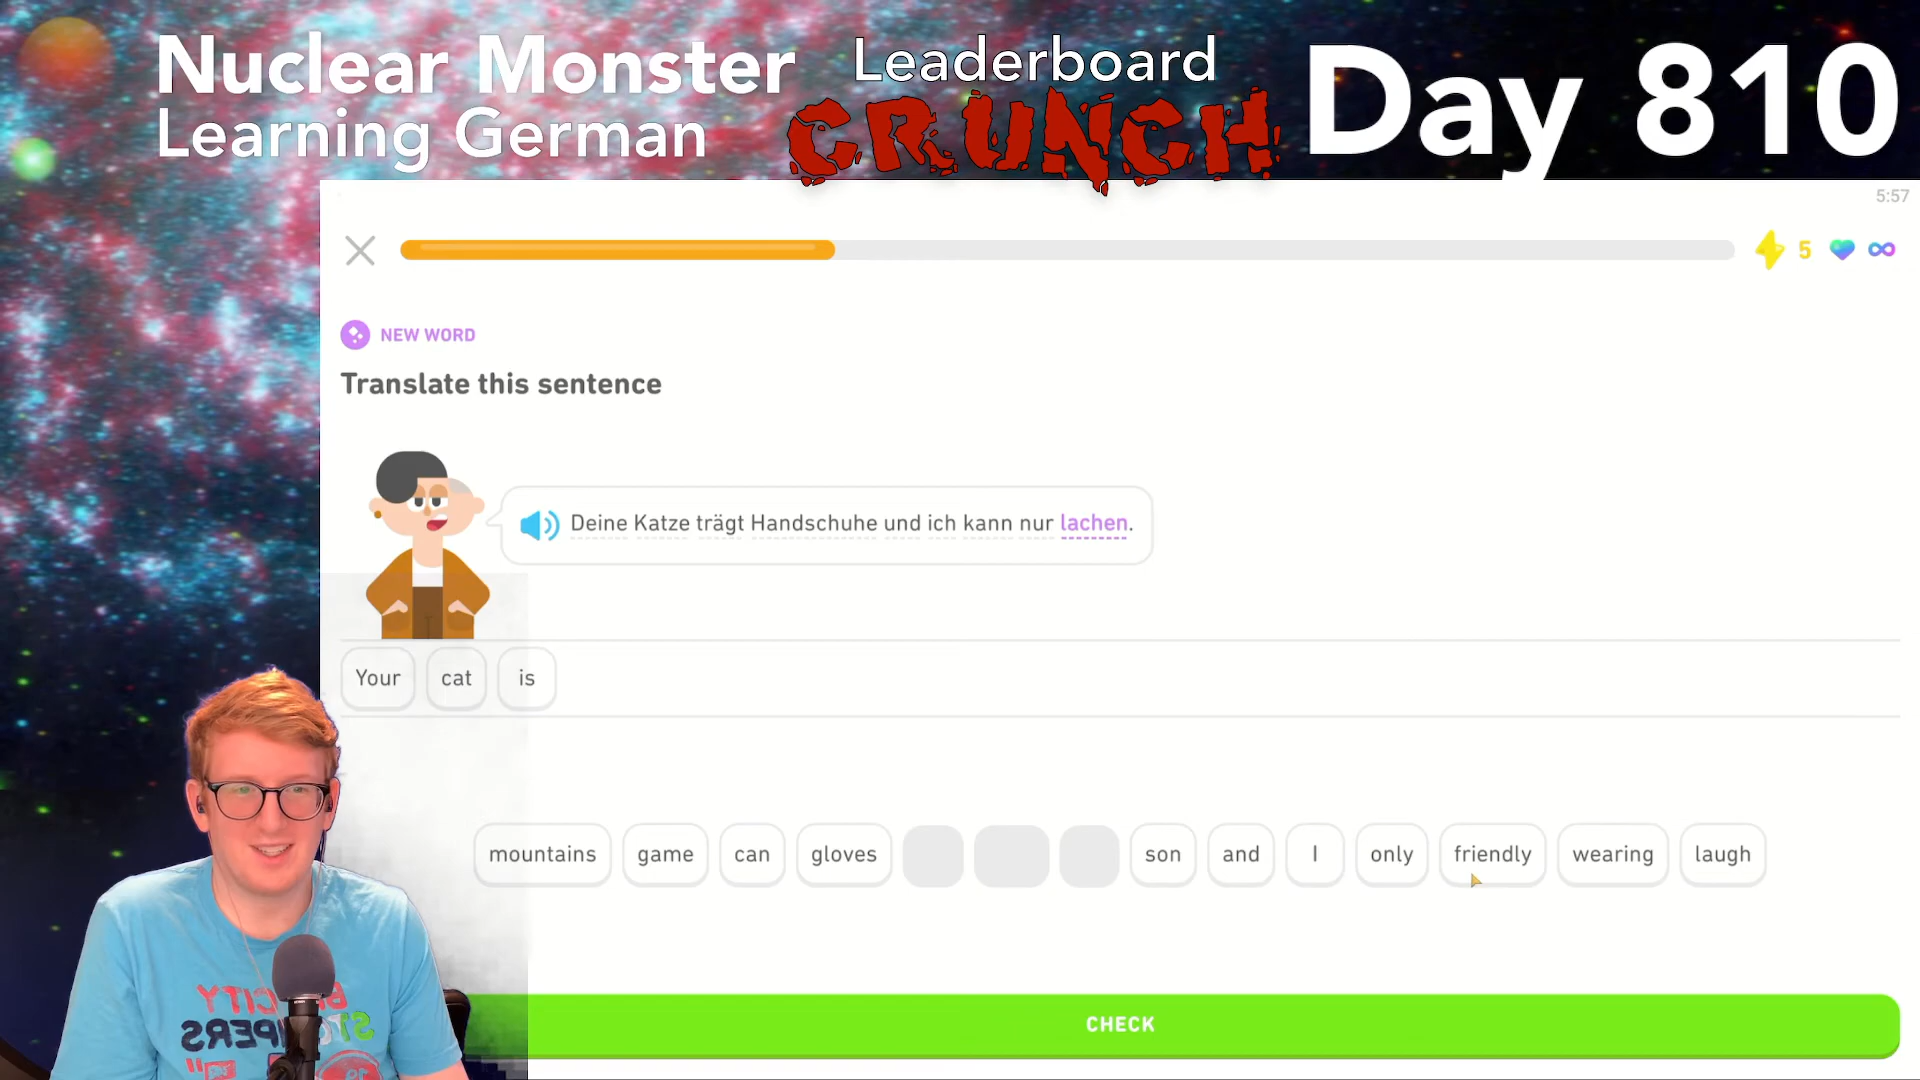 Nuclear Monster
Learning German
Leaderboard
CRUNCH
Day 810
5:57
5
NEW WORD
Translate this sentence
Deine Katze trägt Handschuhe und ich kann nur lachen.
Your cat is
mountains game can gloves son and I only friendly wearing laugh
CHECK